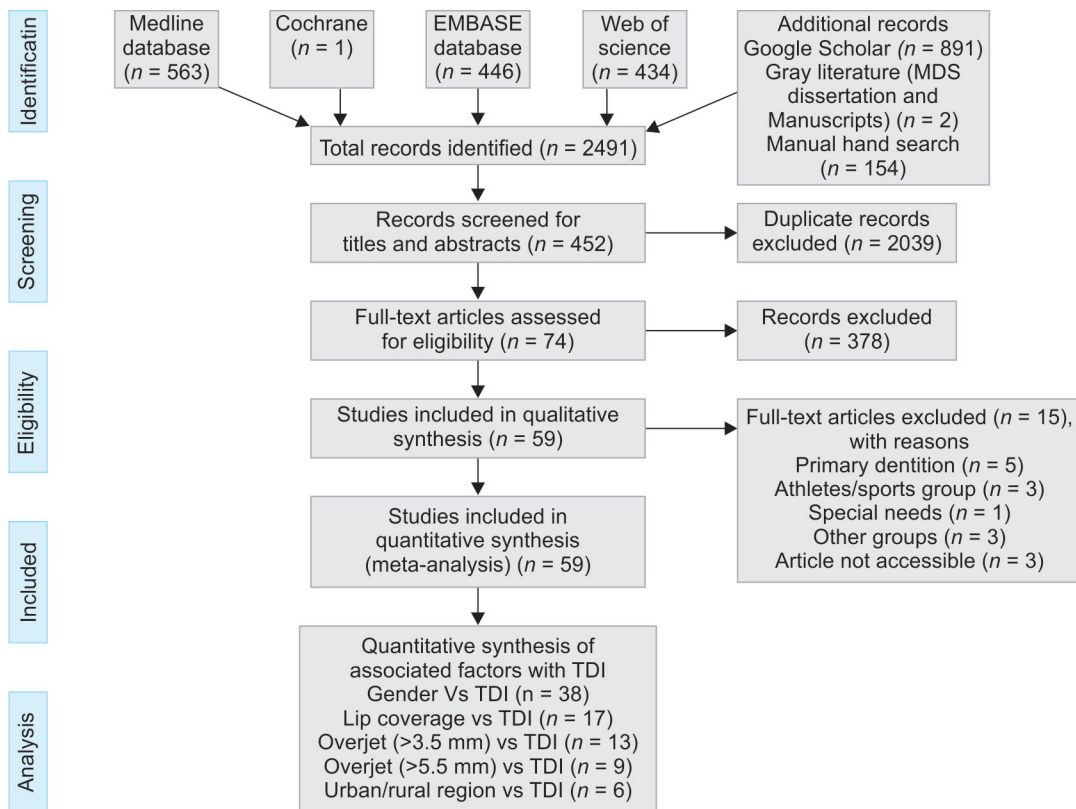 Identificatin
Medline
database
(n = 563)
Cochrane
(n = 1)
EMBASE
database
(n = 446)
Web of
science
(n = 434)
Additional records
Google Scholar (n = 891)
Gray literature (MDS
dissertation and
Manuscripts) (n = 2)
Manual hand search
(n = 154)
Total records identified (n = 2491)
Screening
Records screened for
titles and abstracts (n = 452)
Duplicate records
excluded (n = 2039)
Full-text articles assessed
for eligibility (n = 74)
Records excluded
(n = 378)
Eligibility
Studies included in qualitative
synthesis (n = 59)
Full-text articles excluded (n = 15),
with reasons
Primary dentition (n = 5)
Athletes/sports group (n = 3)
Special needs (n = 1)
Other groups (n = 3)
Article not accessible (n = 3)
Included
Studies included in
quantitative synthesis
(meta-analysis) (n = 59)
Analysis
Quantitative synthesis of
associated factors with TDI
Gender Vs TDI (n = 38)
Lip coverage vs TDI (n = 17)
Overjet (>3.5 mm) vs TDI (n = 13)
Overjet (>5.5 mm) vs TDI (n = 9)
Urban/rural region vs TDI (n = 6)